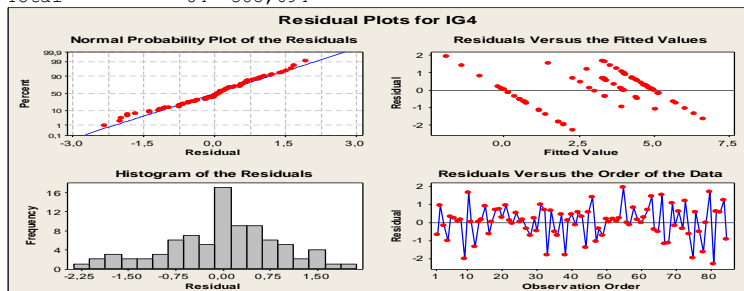 Residual Plots for IG4
Normal Probability Plot of the Residuals
99,9
99
90
50
10
1
0,1
Percent
-3,0 -1,5 0,0 1,5 3,0
Residual
Residuals Versus the Fitted Values
2
1
0
-1
-2
Residual
0,0 2,5 5,0 7,5
Fitted Value
Histogram of the Residuals
16
12
8
4
0
Frequency
-2,25 -1,50 -0,75 0,00 0,75 1,50
Residual
Residuals Versus the Order of the Data
2
1
0
-1
-2
Residual
1 10 20 30 40 50 60 70 80
Observation Order